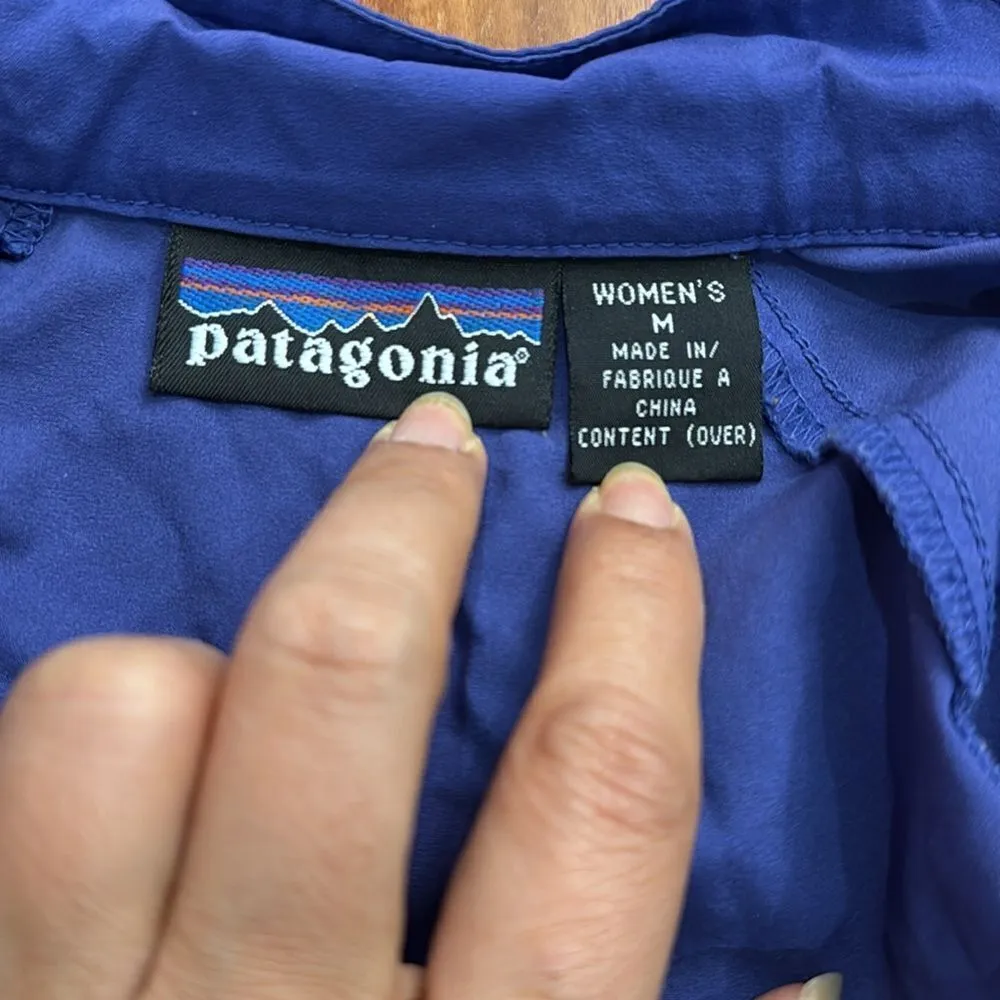 patagonia®
WOMEN'S
M
MADE IN/
FABRIQUE A
CHINA
CONTENT (OVER)